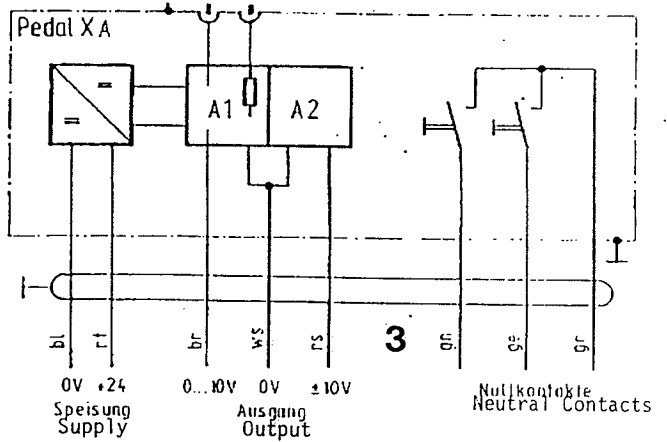 Pedal XA
A1 A2
3
bl rt br ws rs gn ge gr
0V +24 0...10V 0V ±10V
Nullkontakte
Neutral Contacts
Speisung
Supply
Ausgang
Output